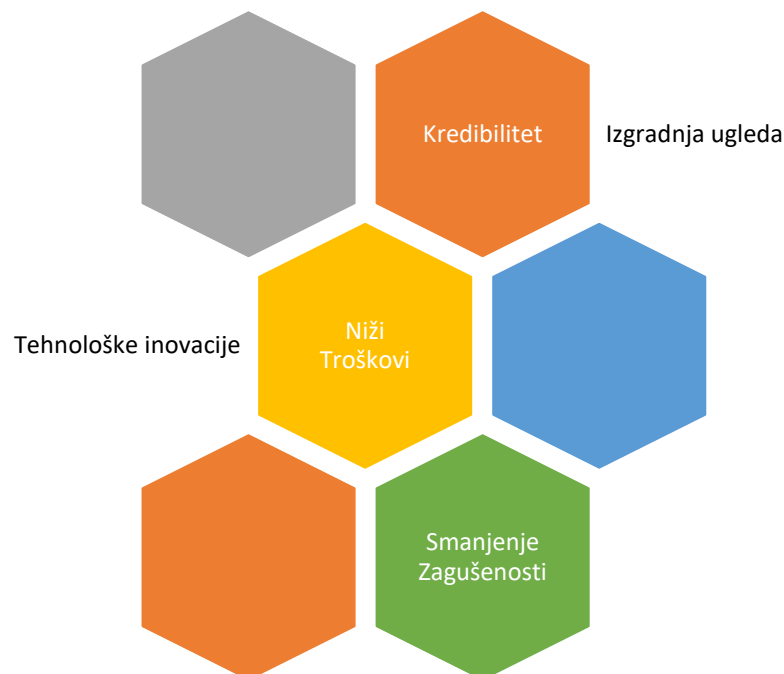 Kredibilitet
Izgradnja ugleda
Tehnološke inovacije
Niži
Troškovi
Smanjenje
Zagušenosti